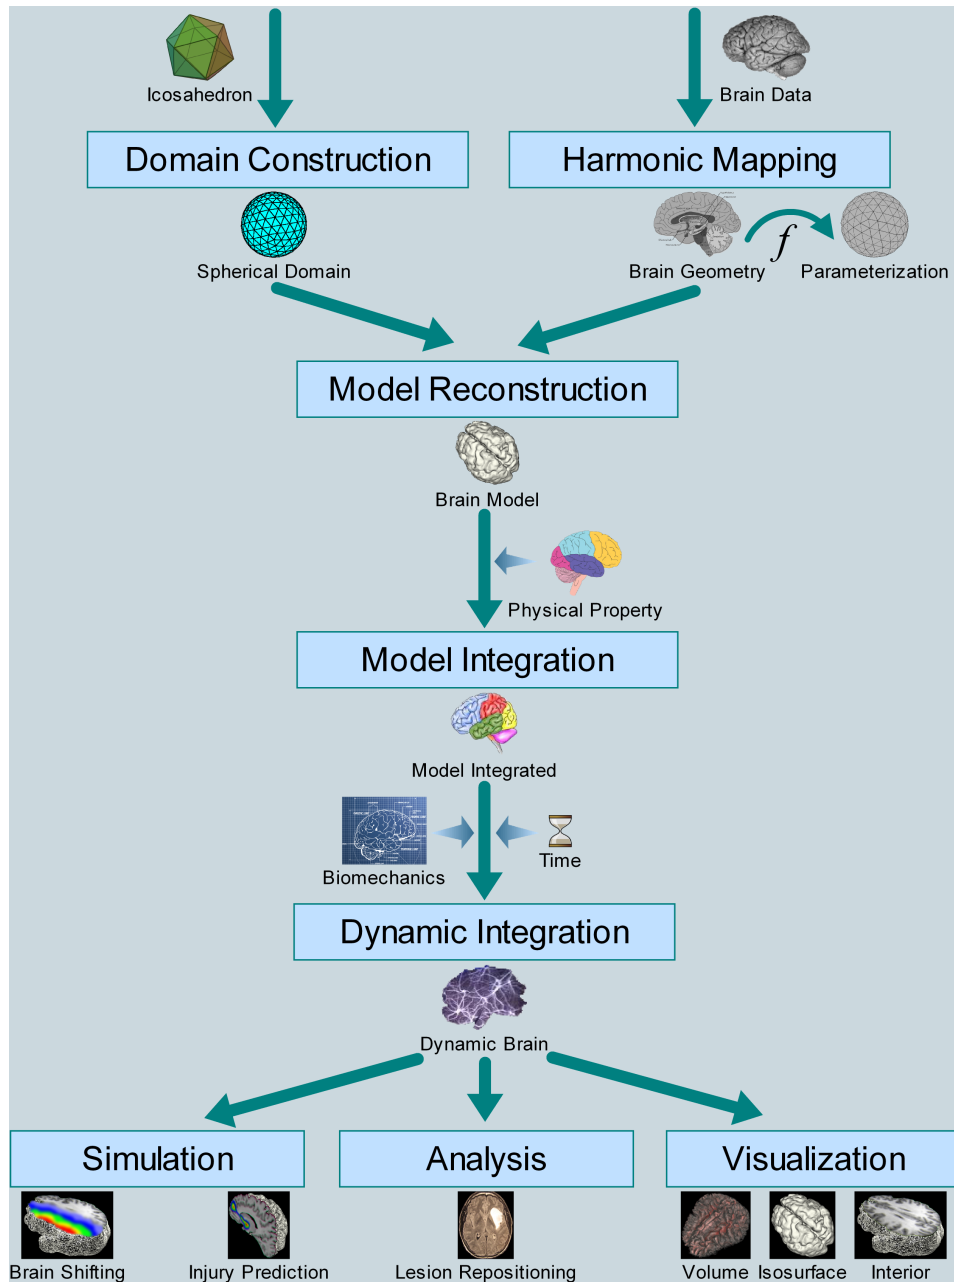 Icosahedron
Brain Data
Domain Construction
Harmonic Mapping
f
Spherical Domain
Brain Geometry
Parameterization
Model Reconstruction
Brain Model
Physical Property
Model Integration
Model Integrated
Biomechanics
Time
Dynamic Integration
Dynamic Brain
Simulation
Analysis
Visualization
Brain Shifting
Injury Prediction
Lesion Repositioning
Volume
Isosurface
Interior